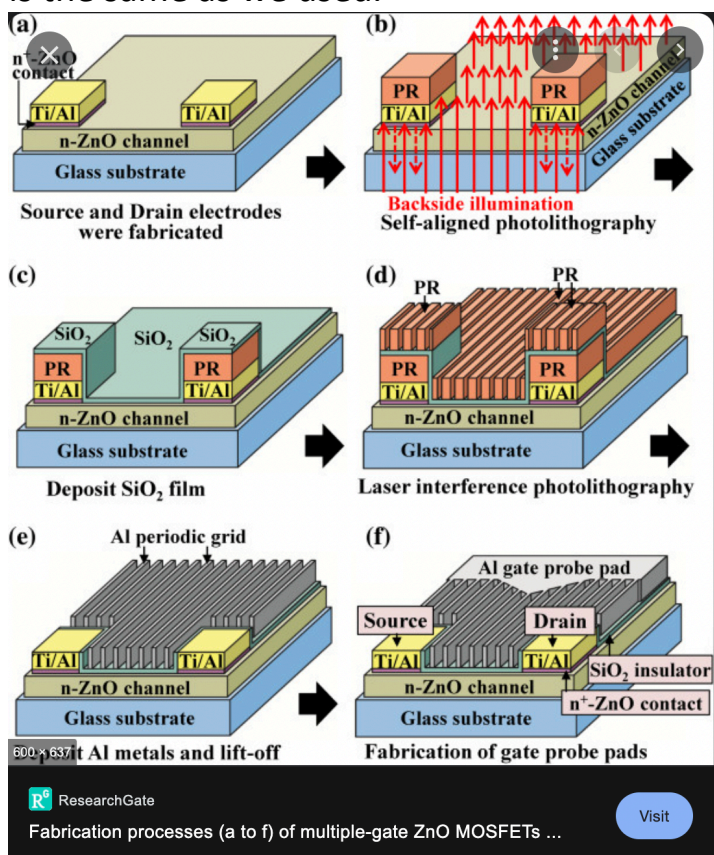 is the same as we used.
(a)
n⁺-ZnO
contact
Ti/Al
Ti/Al
n-ZnO channel
Glass substrate
Source and Drain electrodes
were fabricated
(b)
PR
PR
Ti/Al
Ti/Al
n-ZnO channel
Glass substrate
Backside illumination
Self-aligned photolithography
(c)
SiO₂
SiO₂
SiO₂
PR
PR
Ti/Al
Ti/Al
n-ZnO channel
Glass substrate
Deposit SiO₂ film
(d)
PR
PR
PR
PR
Ti/Al
Ti/Al
n-ZnO channel
Glass substrate
Laser interference photolithography
(e)
Al periodic grid
Ti/Al
Ti/Al
n-ZnO channel
Glass substrate
Deposit Al metals and lift-off
(f)
Al gate probe pad
Source
Drain
Ti/Al
Ti/Al
SiO₂ insulator
n-ZnO channel
n⁺-ZnO contact
Glass substrate
Fabrication of gate probe pads
600 × 637
RG
ResearchGate
Fabrication processes (a to f) of multiple-gate ZnO MOSFETs ...
Visit